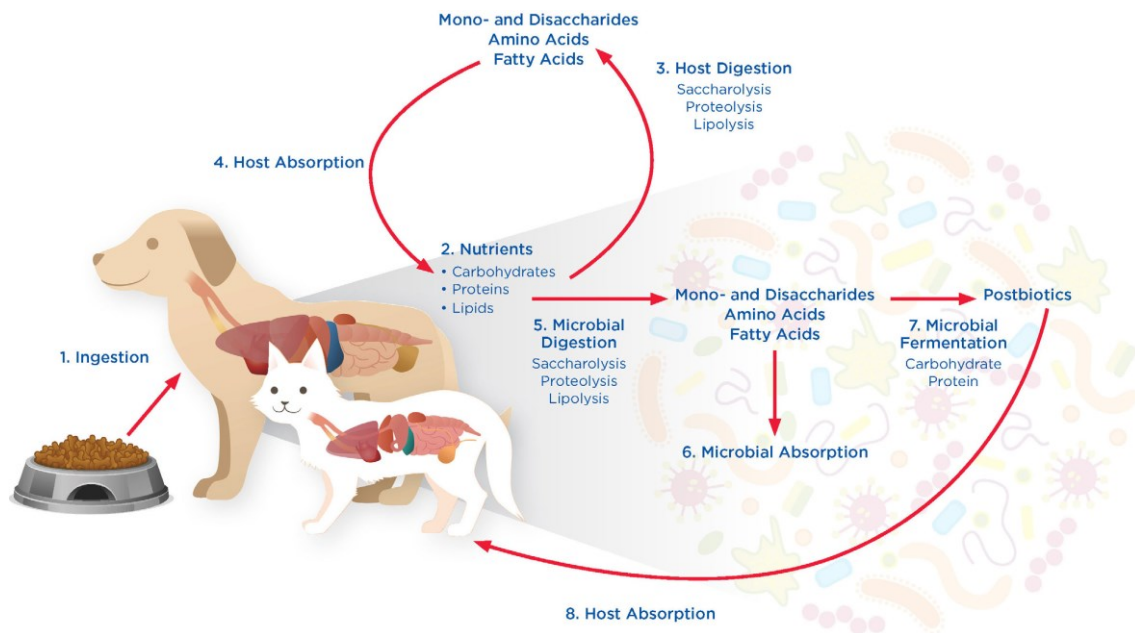 Mono- and Disaccharides
Amino Acids
Fatty Acids
3. Host Digestion
Saccharolysis
Proteolysis
Lipolysis
4. Host Absorption
2. Nutrients
• Carbohydrates
• Proteins
• Lipids
1. Ingestion
5. Microbial
Digestion
Saccharolysis
Proteolysis
Lipolysis
Mono- and Disaccharides
Amino Acids
Fatty Acids
Postbiotics
7. Microbial
Fermentation
Carbohydrate
Protein
6. Microbial Absorption
8. Host Absorption